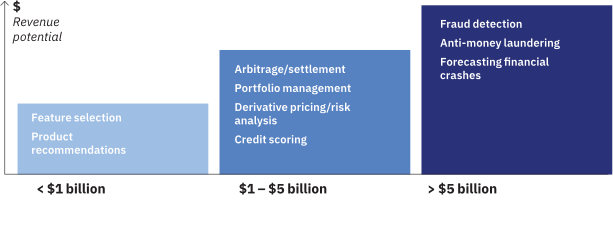 $
Revenue
potential
Feature selection
Product
recommendations
Arbitrage/settlement
Portfolio management
Derivative pricing/risk
analysis
Credit scoring
Fraud detection
Anti-money laundering
Forecasting financial
crashes
< $1 billion
$1 – $5 billion
> $5 billion